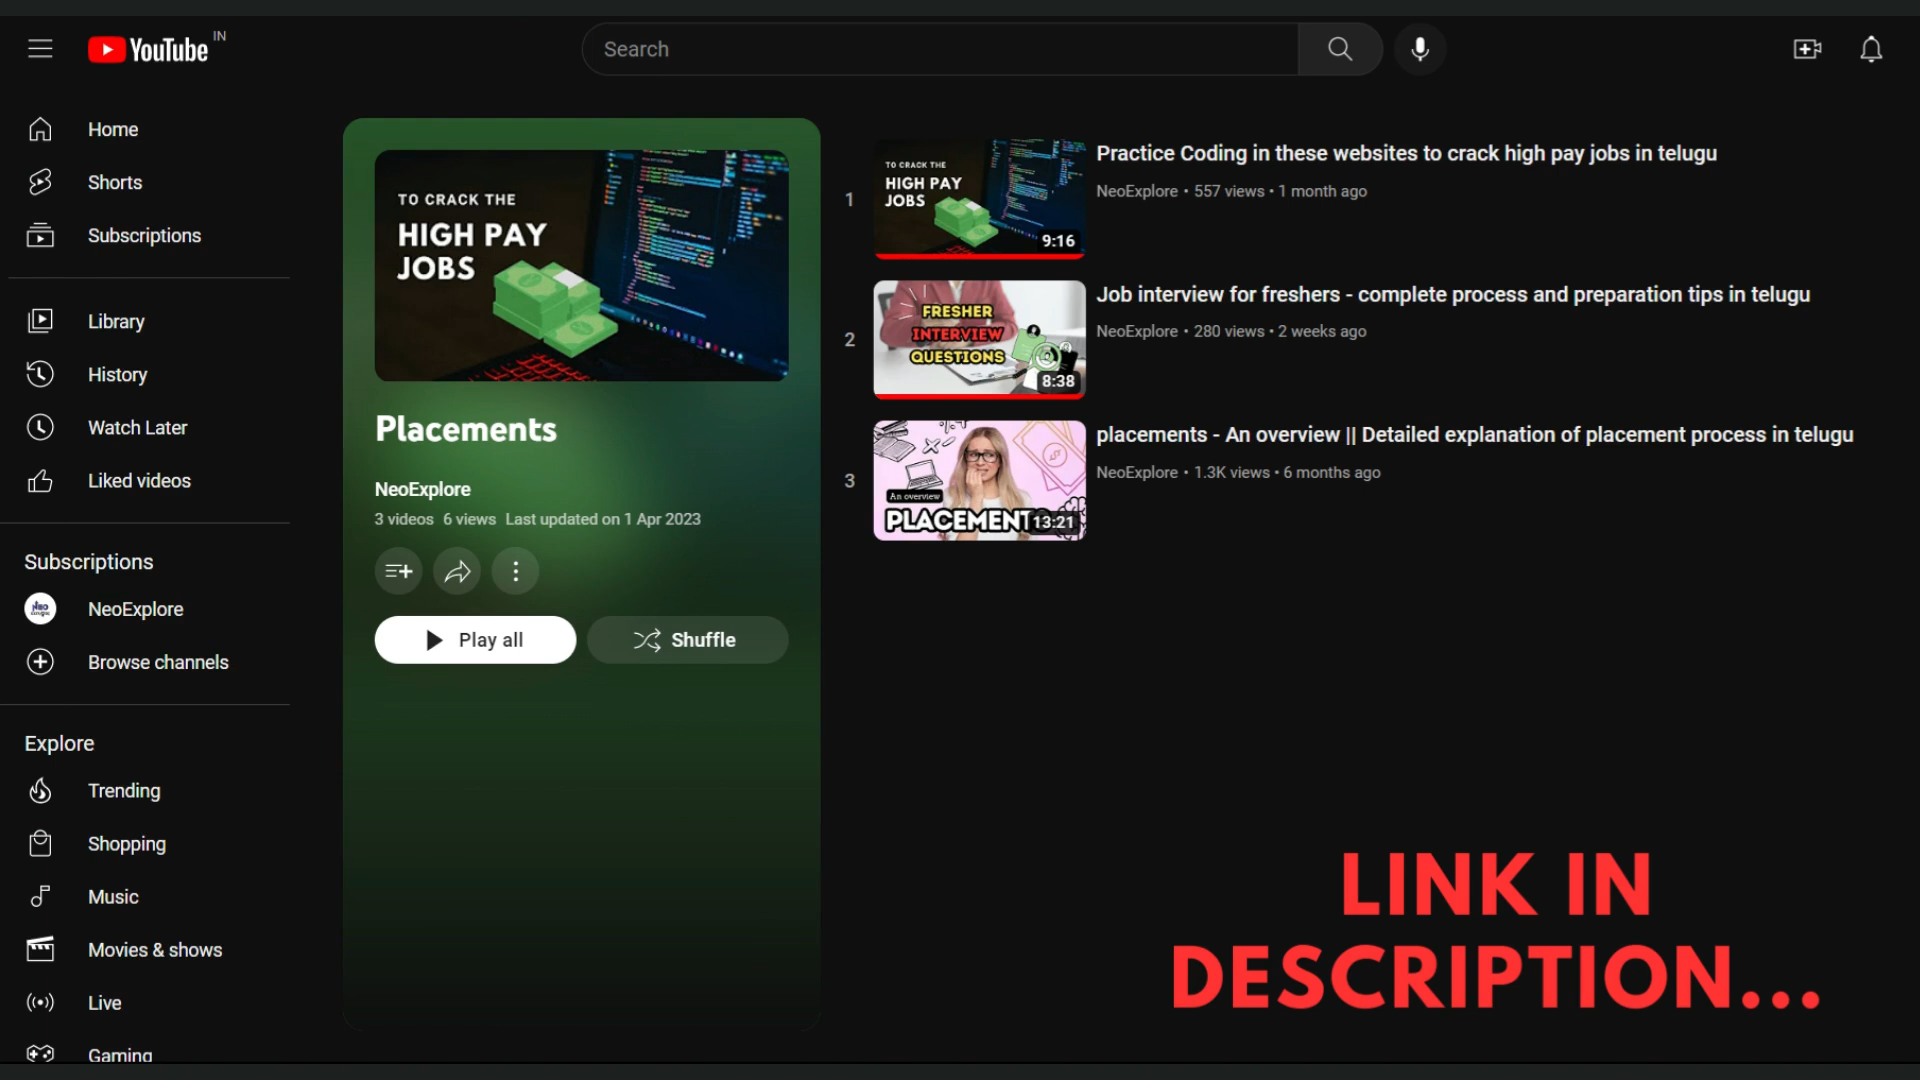 YouTube IN
Search
Home
Shorts
Subscriptions
Library
History
Watch Later
Liked videos
Subscriptions
NeoExplore
Browse channels
Explore
Trending
Shopping
Music
Movies & shows
Live
Gaming
TO CRACK THE
HIGH PAY
JOBS
Placements
NeoExplore
3 videos 6 views Last updated on 1 Apr 2023
Play all
Shuffle
1
TO CRACK THE
HIGH PAY
JOBS
9:16
Practice Coding in these websites to crack high pay jobs in telugu
NeoExplore • 557 views • 1 month ago
2
FRESHER
INTERVIEW
QUESTIONS
8:38
Job interview for freshers - complete process and preparation tips in telugu
NeoExplore • 280 views • 2 weeks ago
3
An overview
PLACEMENT
13:21
placements - An overview || Detailed explanation of placement process in telugu
NeoExplore • 1.3K views • 6 months ago
LINK IN
DESCRIPTION...